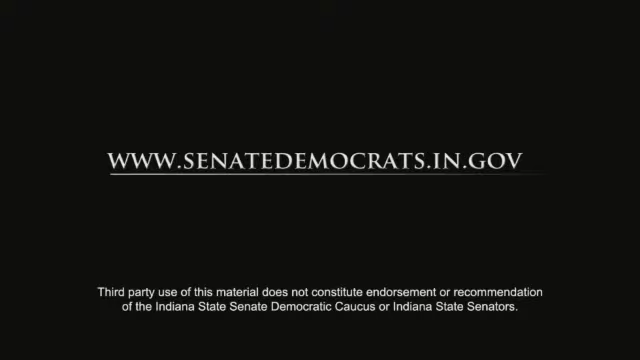 WWW.SENATEDEMOCRATS.IN.GOV
Third party use of this material does not constitute endorsement or recommendation
of the Indiana State Senate Democratic Caucus or Indiana State Senators.